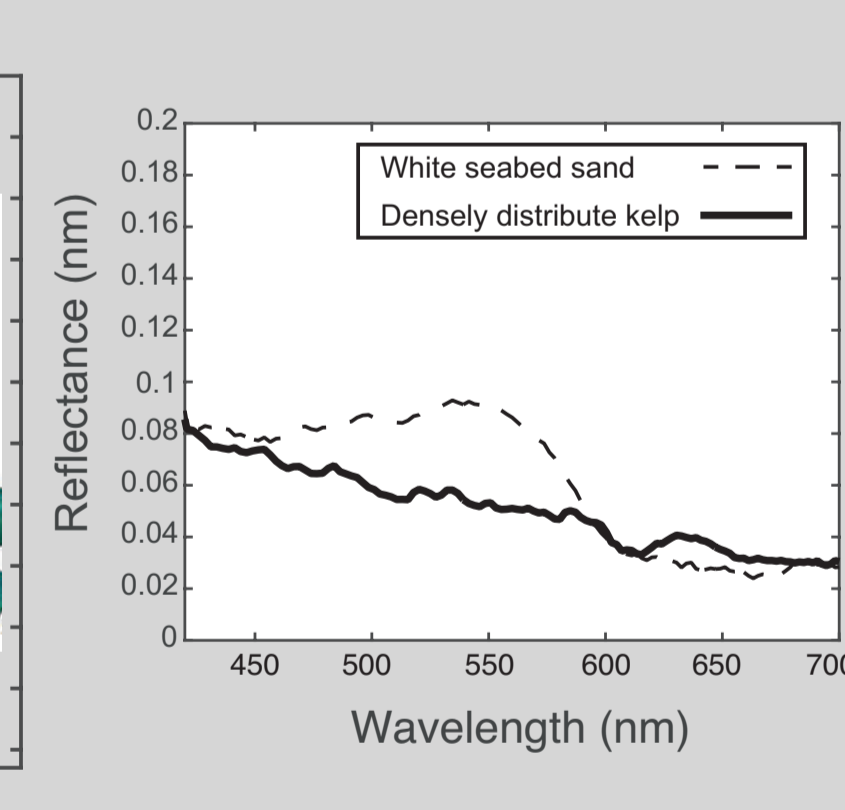 0.2
0.18
0.16
0.14
0.12
0.1
0.08
0.06
0.04
0.02
0
Reflectance (nm)
White seabed sand
Densely distribute kelp
450 500 550 600 650 700
Wavelength (nm)